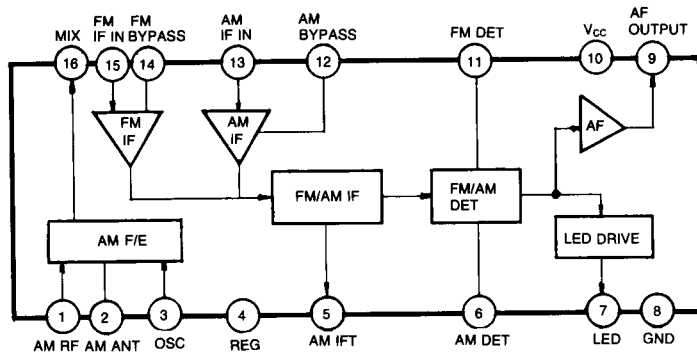 MIX
FM
IF IN
FM
BYPASS
AM
IF IN
AM
BYPASS
FM DET
VCC
AF
OUTPUT
16
15
14
13
12
11
10
9
FM
IF
AM
IF
AF
FM/AM IF
FM/AM
DET
AM F/E
LED DRIVE
1
2
3
4
5
6
7
8
AM RF
AM ANT
OSC
REG
AM IFT
AM DET
LED
GND